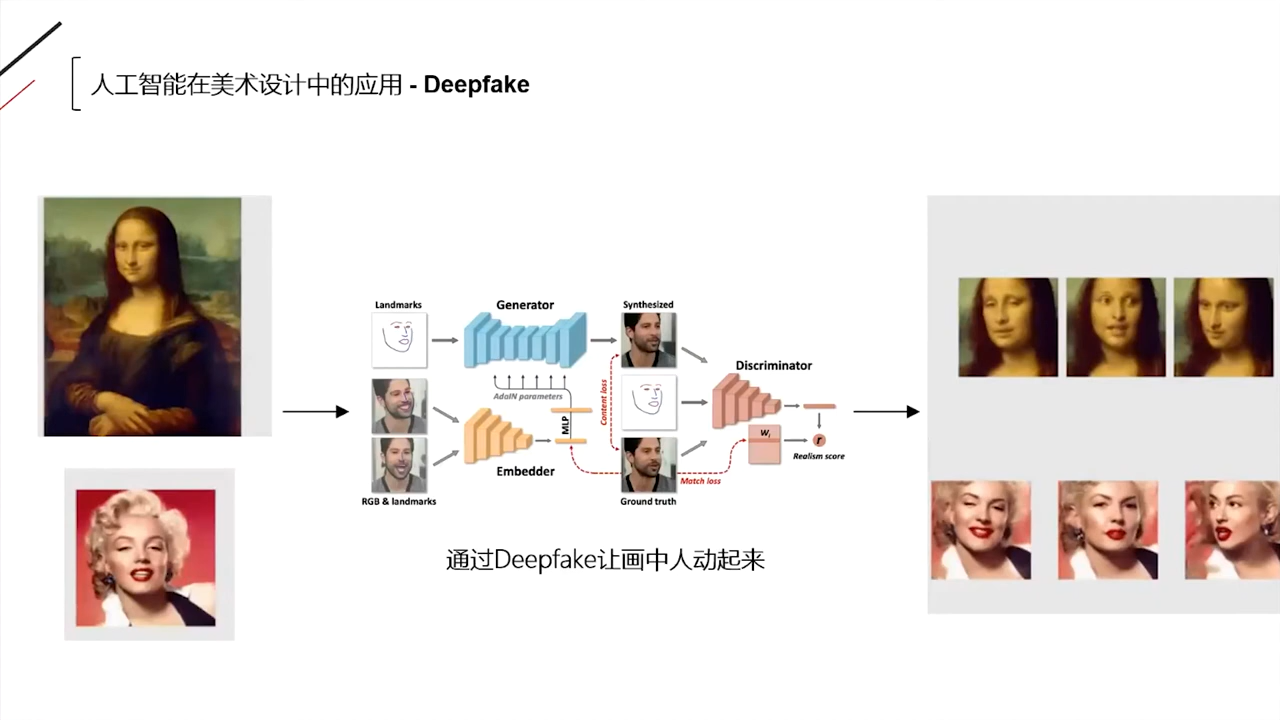 人工智能在美术设计中的应用 - Deepfake
Landmarks
Generator
Synthesized
AdaIN parameters
MLP
Content loss
Discriminator
Embedder
RGB & landmarks
Ground truth
Match loss
Wi
r
Realism score
通过Deepfake让画中人动起来